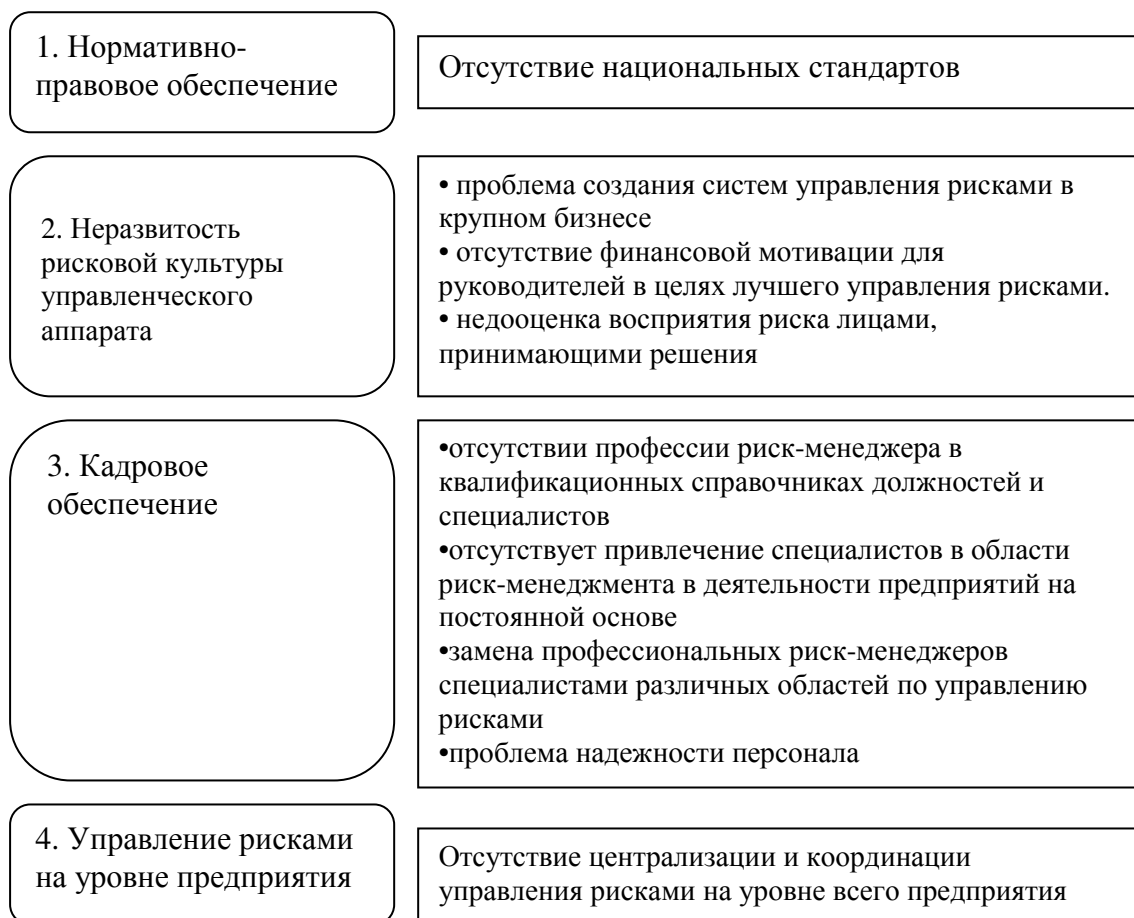 1. Нормативно-
правовое обеспечение
Отсутствие национальных стандартов
2. Неразвитость
рисковой культуры
управленческого
аппарата
• проблема создания систем управления рисками в
крупном бизнесе
• отсутствие финансовой мотивации для
руководителей в целях лучшего управления рисками.
• недооценка восприятия риска лицами,
принимающими решения
3. Кадровое
обеспечение
•отсутствии профессии риск-менеджера в
квалификационных справочниках должностей и
специалистов
•отсутствует привлечение специалистов в области
риск-менеджмента в деятельности предприятий на
постоянной основе
•замена профессиональных риск-менеджеров
специалистами различных областей по управлению
рисками
•проблема надежности персонала
4. Управление рисками
на уровне предприятия
Отсутствие централизации и координации
управления рисками на уровне всего предприятия